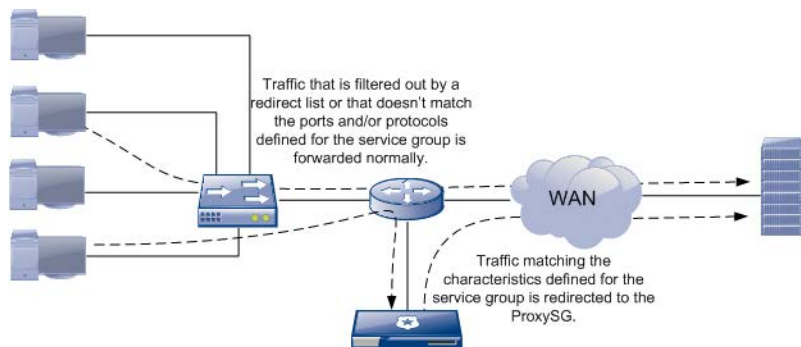 Traffic that is filtered out by a
redirect list or that doesn't match
the ports and/or protocols
defined for the service group is
forwarded normally.
WAN
Traffic matching the
characteristics defined for the
service group is redirected to the
ProxySG.